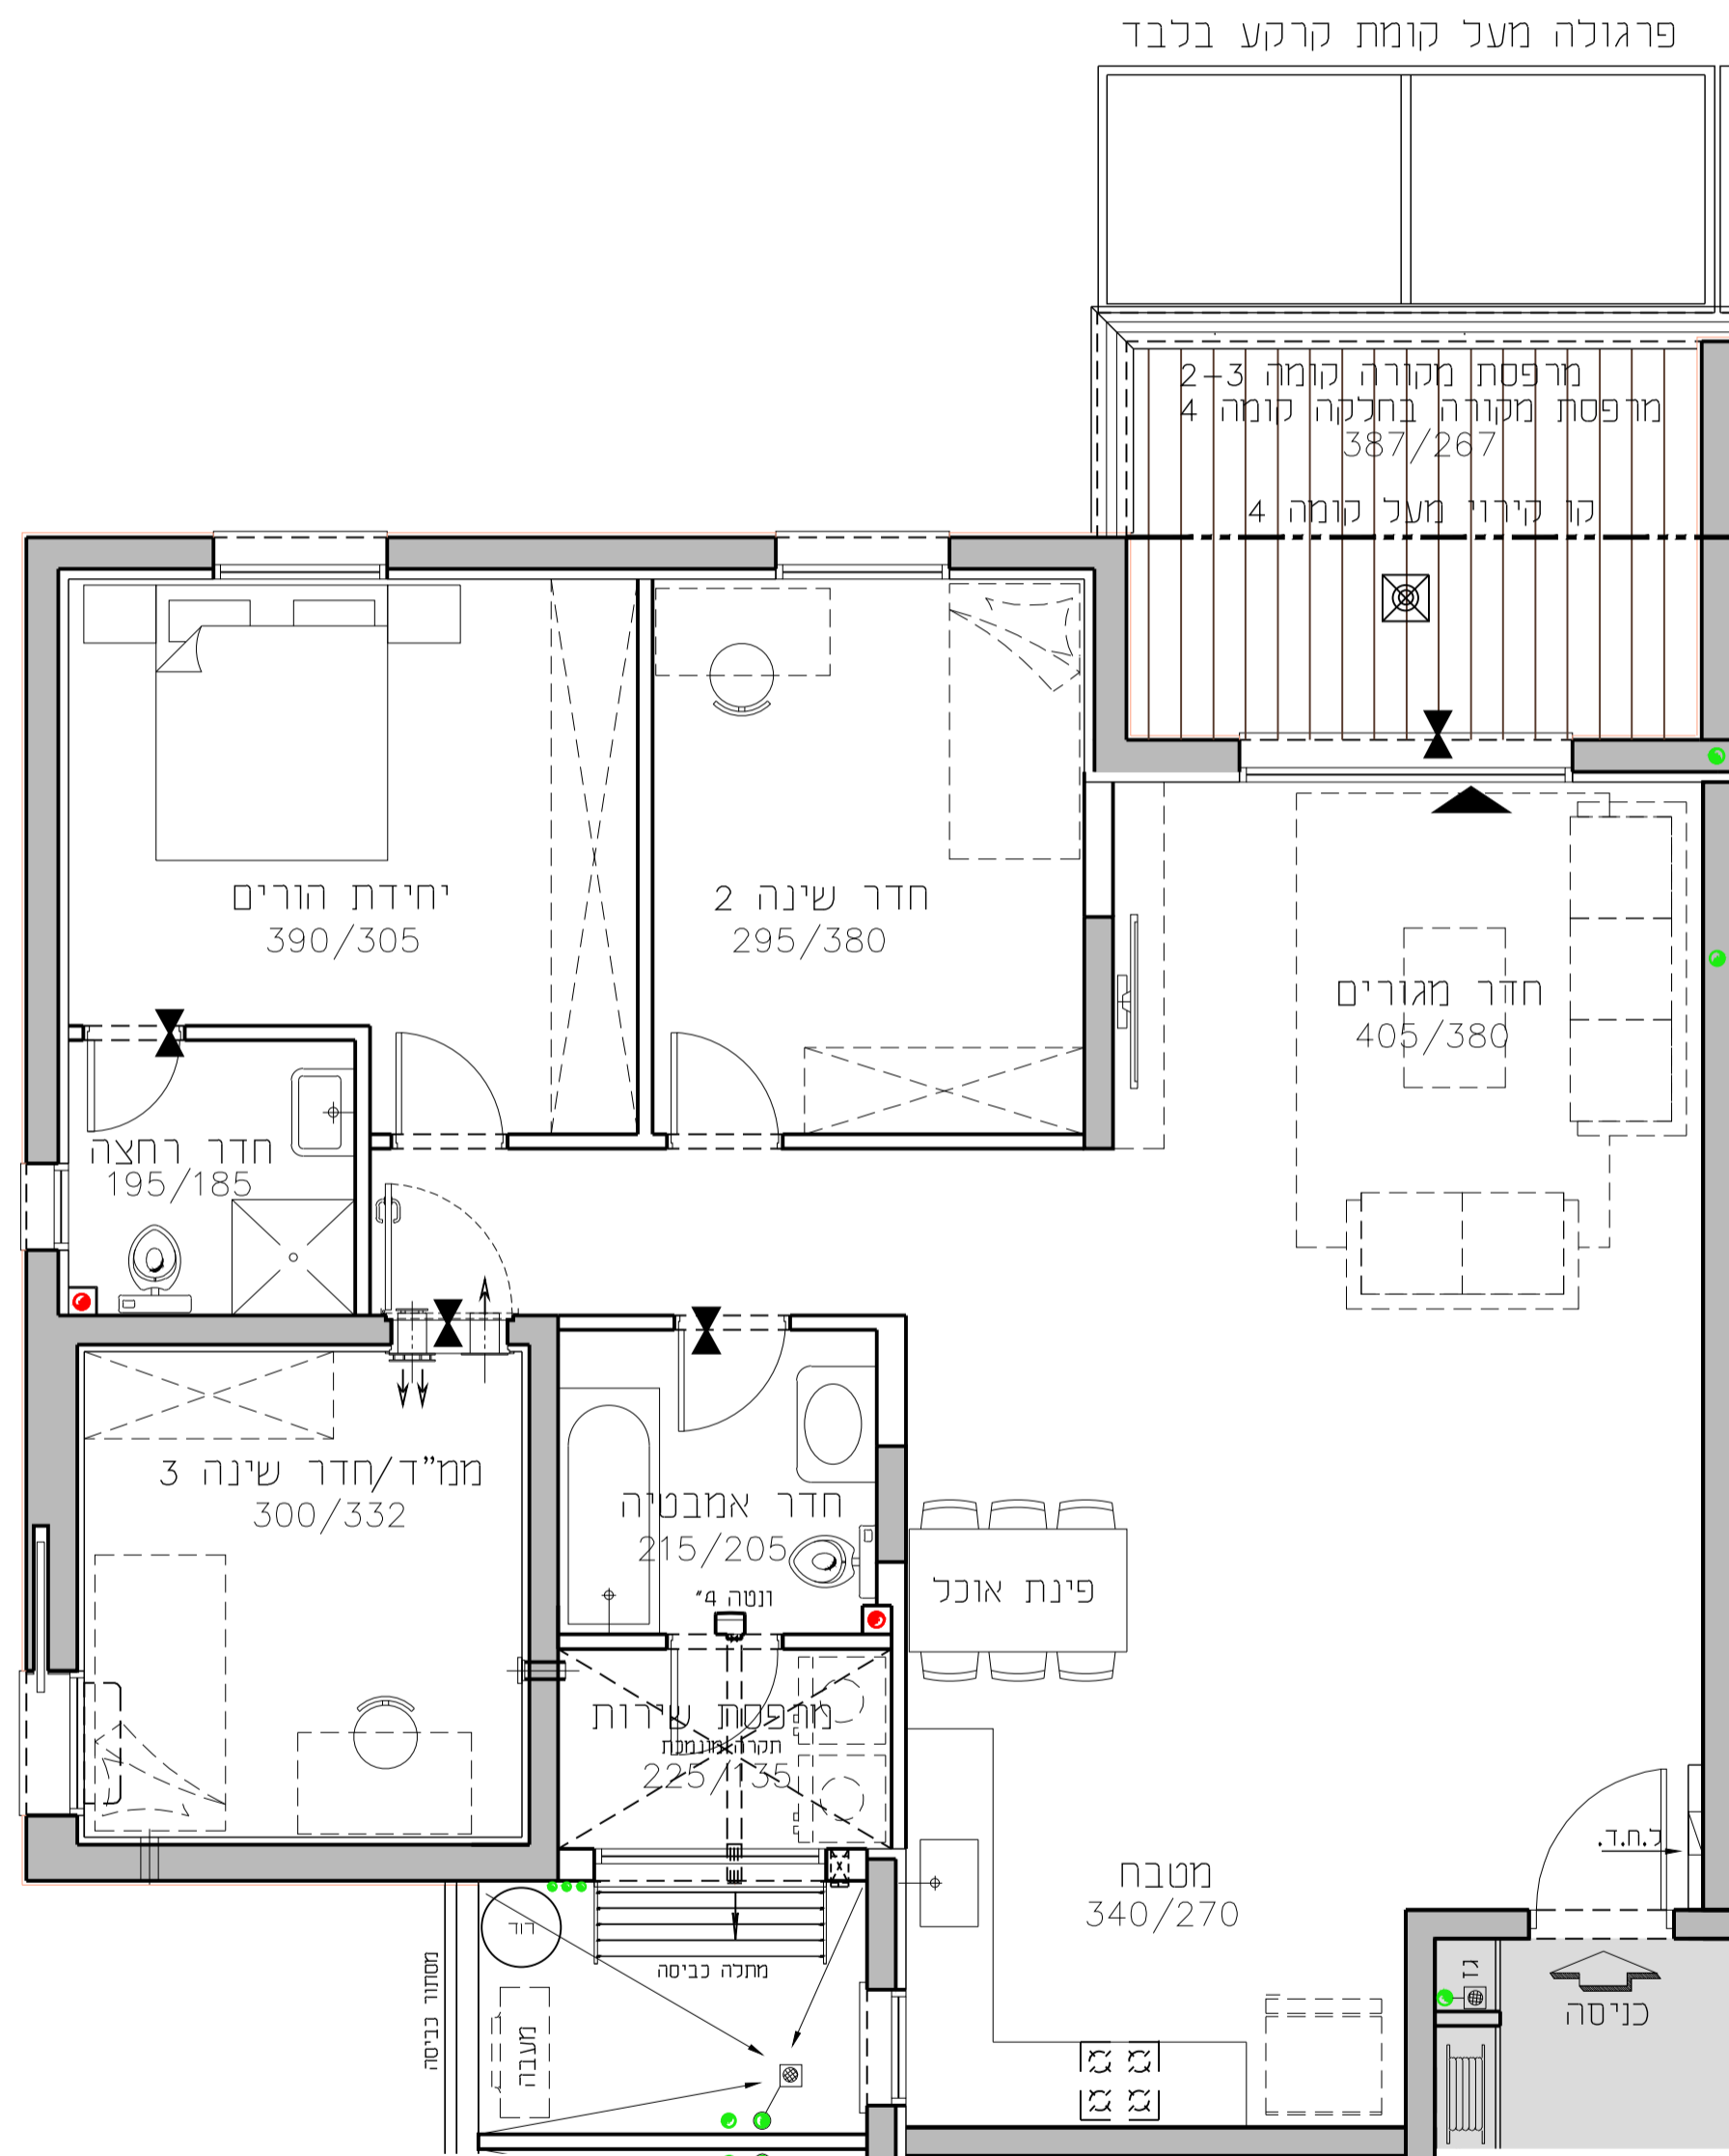 פרגולה מעל קומת קרקע בלבד
מרפסת מקורה קומה 2-3
מרפסת מקורה בחלקה קומה 4
387/267
קו קירוי מעל קומה 4
יחידת הורים
390/305
חדר שינה 2
295/380
חדר מגורים
405/380
חדר רחצה
195/185
ממ"ד/חדר שינה 3
300/332
חדר אמבטיה
215/205
וונטה 4"
פינת אוכל
מרפסת שירות
תקרה מונמכת
225/135
ל.ח.ד.
מטבח
340/270
דוד
מתלה כביסה
מסתור כביסה
מעבה
גז
כניסה